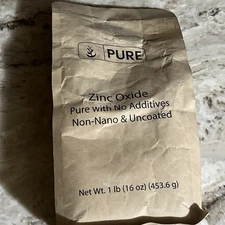 PURE
Zinc Oxide
Pure with No Additives
Non-Nano & Uncoated
Net Wt. 1 lb (16 oz) (453.6 g)